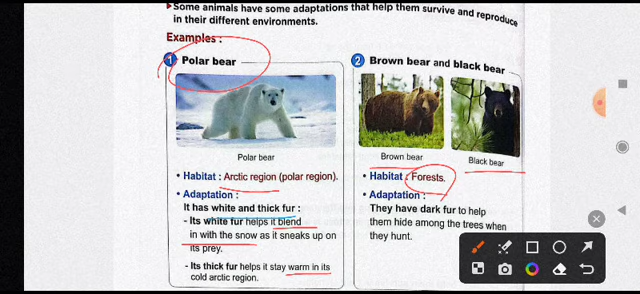 ▸Some animals have some adaptations that help them survive and reproduce
in their different environments.
Examples :
1 Polar bear
Polar bear
• Habitat : Arctic region (polar region).
• Adaptation :
It has white and thick fur :
- Its white fur helps it blend
in with the snow as it sneaks up on
its prey.
- Its thick fur helps it stay warm in its
cold arctic region.
2 Brown bear and black bear
Brown bear
Black bear
• Habitat : Forests.
• Adaptation :
They have dark fur to help
them hide among the trees when
they hunt.